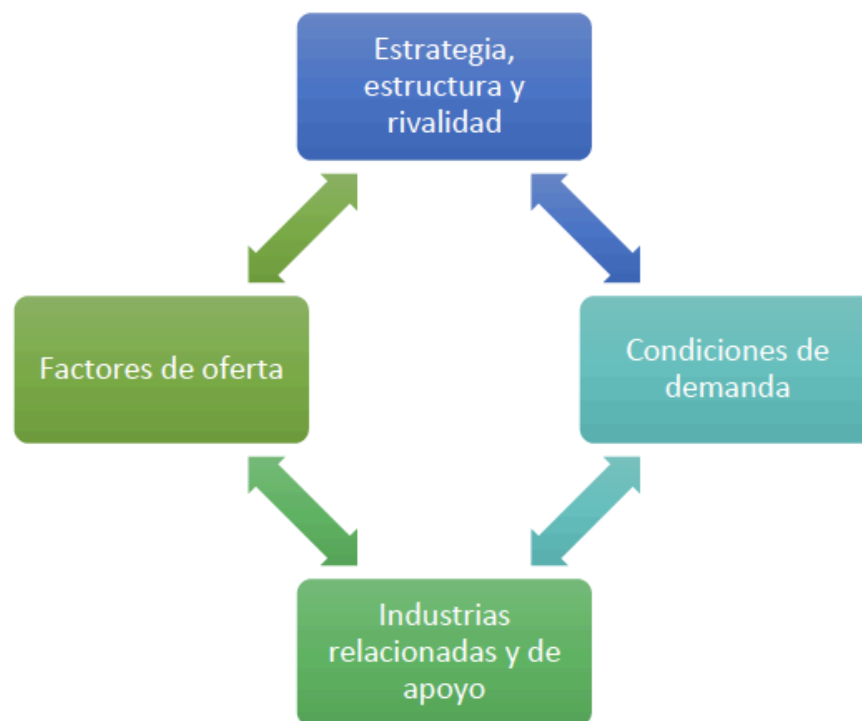 Estrategia,
estructura y
rivalidad
Factores de oferta
Condiciones de
demanda
Industrias
relacionadas y de
apoyo